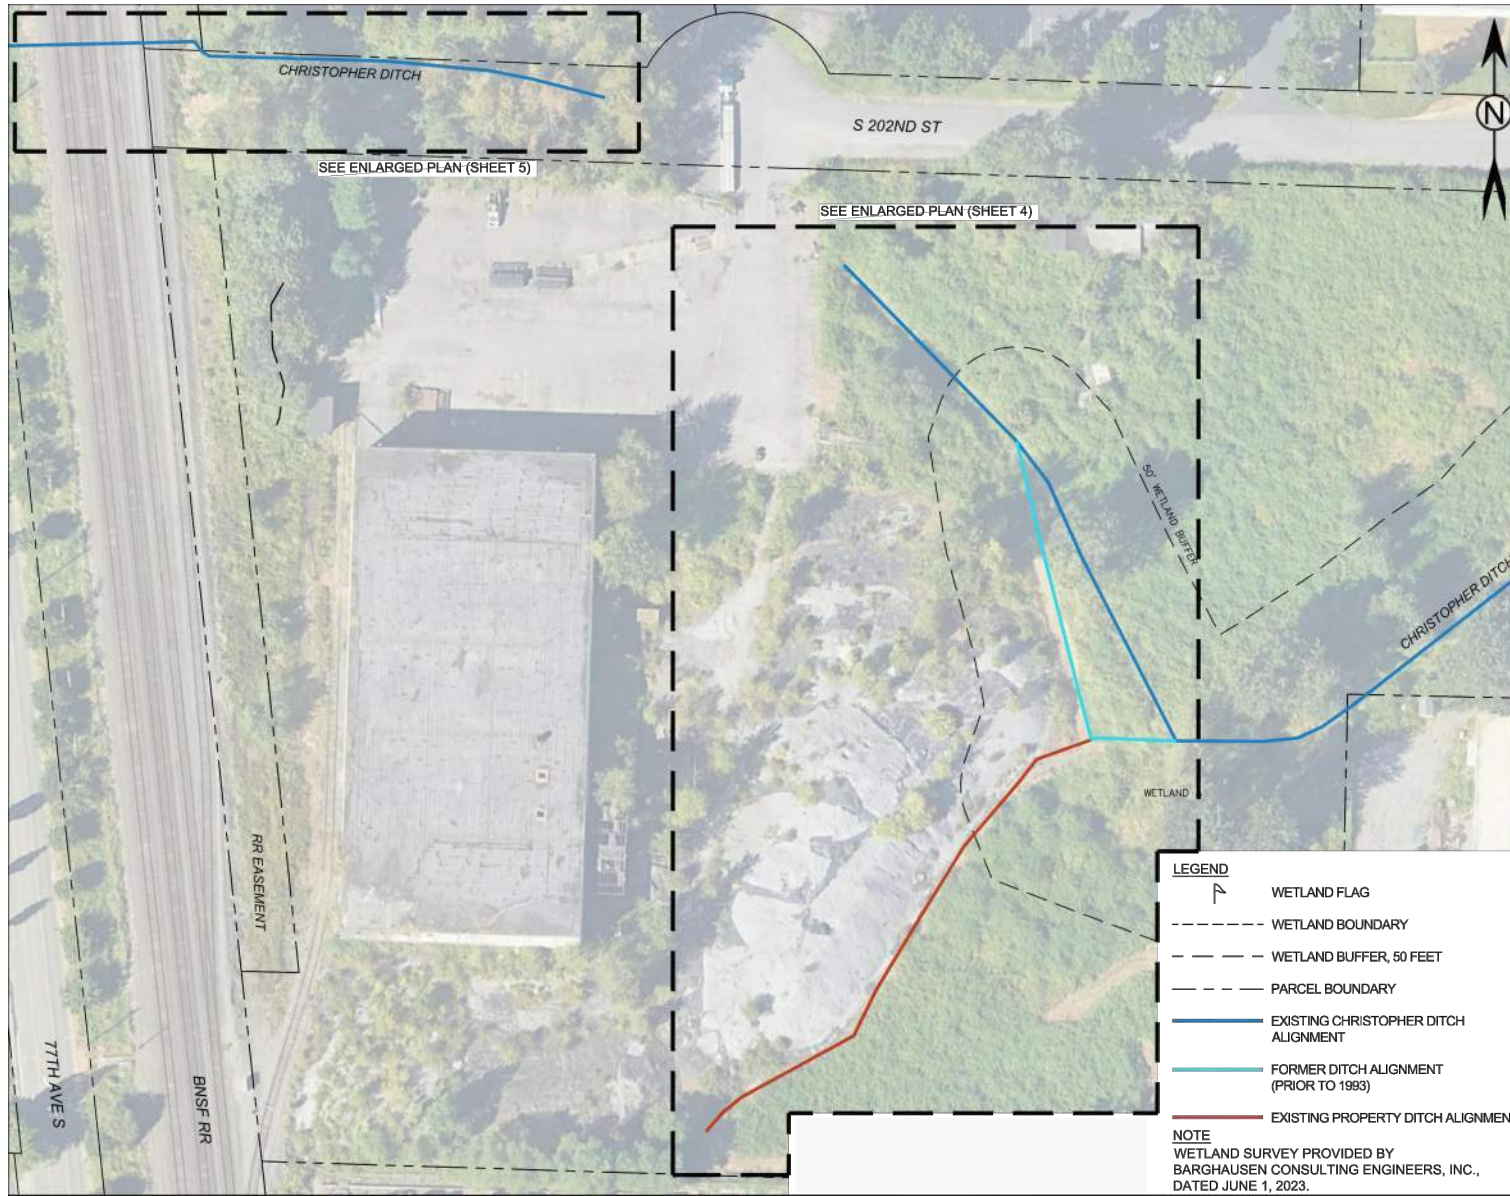 CHRISTOPHER DITCH
S 202ND ST
N
SEE ENLARGED PLAN (SHEET 5)
SEE ENLARGED PLAN (SHEET 4)
50' WETLAND BUFFER
CHRISTOPHER DITCH
WETLAND
RR EASEMENT
77TH AVE S
BNSF RR
LEGEND
WETLAND FLAG
WETLAND BOUNDARY
WETLAND BUFFER, 50 FEET
PARCEL BOUNDARY
EXISTING CHRISTOPHER DITCH
ALIGNMENT
FORMER DITCH ALIGNMENT
(PRIOR TO 1993)
EXISTING PROPERTY DITCH ALIGNMEN
NOTE
WETLAND SURVEY PROVIDED BY
BARGHAUSEN CONSULTING ENGINEERS, INC.,
DATED JUNE 1, 2023.